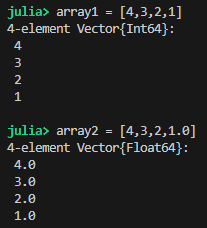 julia> array1 = [4,3,2,1]
4-element Vector{Int64}:
 4
 3
 2
 1

julia> array2 = [4,3,2,1.0]
4-element Vector{Float64}:
 4.0
 3.0
 2.0
 1.0